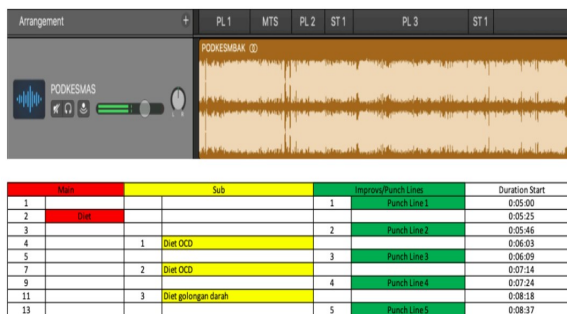 Arrangement + PL 1 MTS PL 2 ST 1 PL 3 ST 1
PODKESMBAK
PODKESMAS
L R
Main Sub Improvs/Punch Lines Duration Start
1 1 Punch Line 1 0:05:00
2 Diet 0:05:25
3 2 Punch Line 2 0:05:46
4 1 Diet OCD 0:06:03
5 3 Punch Line 3 0:06:09
7 2 Diet OCD 0:07:14
9 4 Punch Line 4 0:07:24
11 3 Diet golongan darah 0:08:18
13 5 Punch Line 5 0:08:37